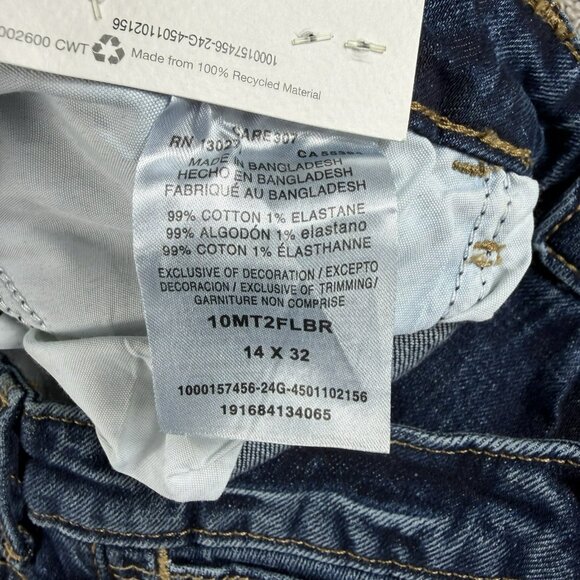 1000157456-24G-4501102156
002600 CWT
Made from 100% Recycled Material
CARE307
RN 1302
MADE IN BANGLADESH
HECHO EN BANGLADESH
FABRIQUÉ AU BANGLADESH
99% COTTON 1% ELASTANE
99% ALGODÓN 1% elastano
99% COTON 1% ÉLASTHANNE
EXCLUSIVE OF DECORATION / EXCEPTO
DECORACION / EXCLUSIVE OF TRIMMING/
GARNITURE NON COMPRISE
10MT2FLBR
14 X 32
1000157456-24G-4501102156
191684134065